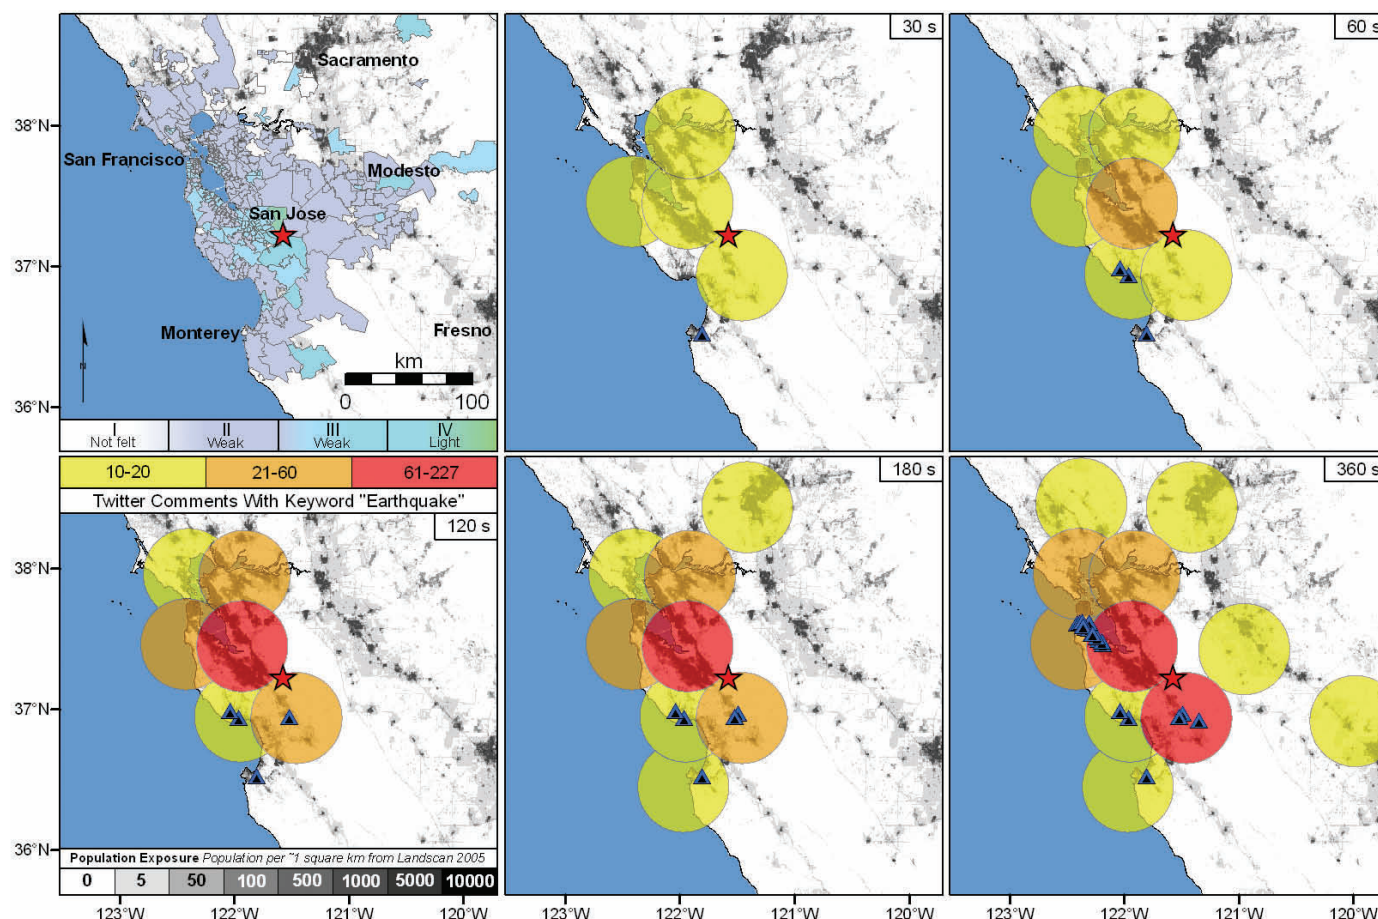 30 s
60 s
Sacramento
38°N
San Francisco
Modesto
San Jose
37°N
Monterey
Fresno
km
0 100
36°N
I II III IV
Not felt Weak Weak Light
10-20 21-60 61-227
Twitter Comments With Keyword "Earthquake"
120 s
180 s
360 s
38°N
37°N
36°N
Population Exposure Population per ~1 square km from Landscan 2005
0 5 50 100 500 1000 5000 10000
123°W 122°W 121°W 120°W
123°W 122°W 121°W 120°W
123°W 122°W 121°W 120°W